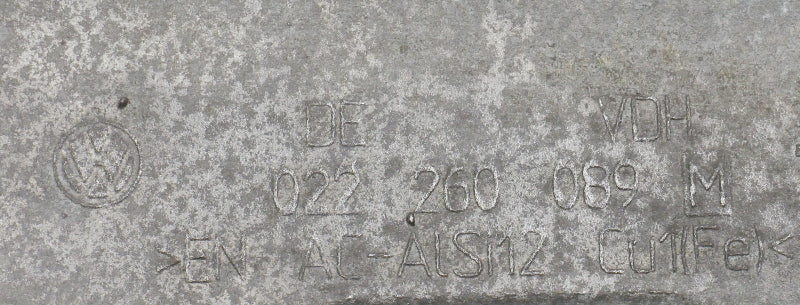 DE VDH
022 260 089 M
>EN AC-AlSi12 Cu1(Fe)<